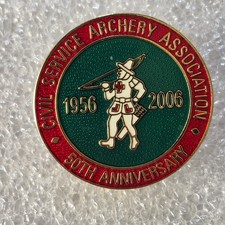 CIVIL SERVICE ARCHERY ASSOCIATION
1956 2006
50TH ANNIVERSARY